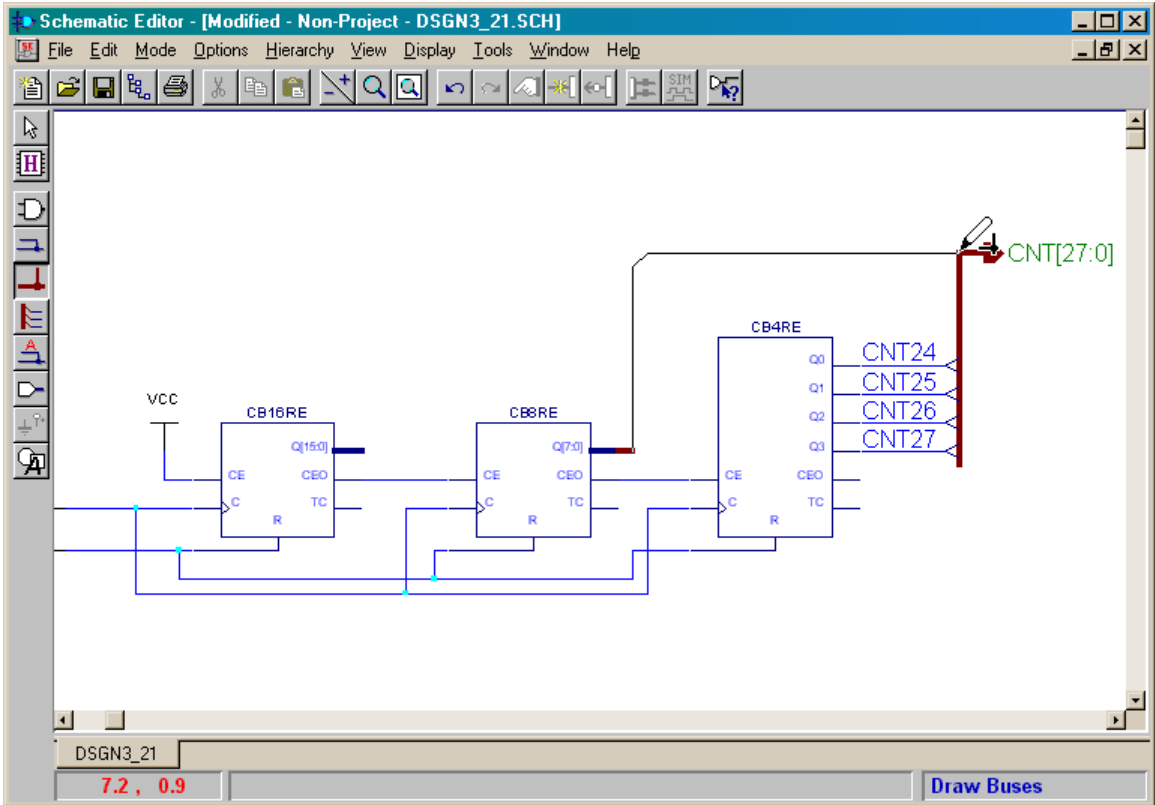 Schematic Editor - [Modified - Non-Project - DSGN3_21.SCH]
File Edit Mode Options Hierarchy View Display Tools Window Help
SIM
H
A
A
CNT[27:0]
CB4RE
Q0 CNT24
Q1 CNT25
Q2 CNT26
Q3 CNT27
CE CEO
C TC
R
VCC
CB16RE
Q[15:0]
CE CEO
C TC
R
CB8RE
Q[7:0]
CE CEO
C TC
R
DSGN3_21
7.2 , 0.9
Draw Buses